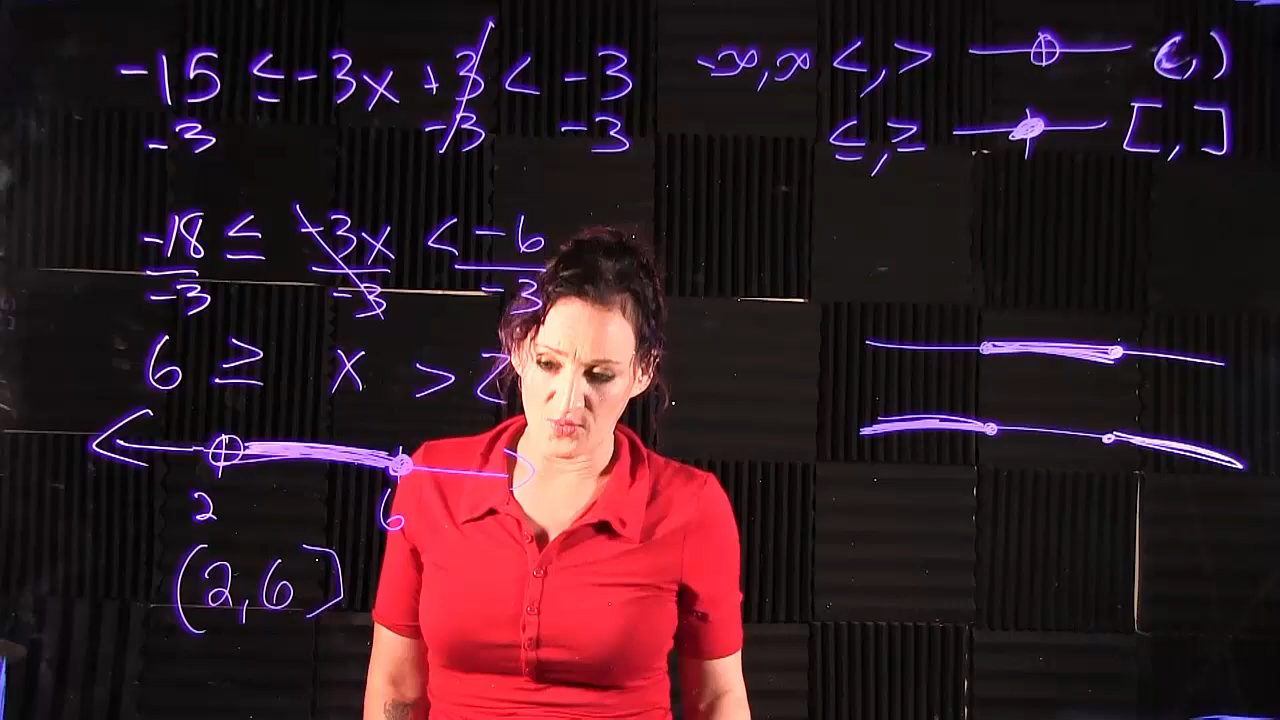 -15 ≤ -3x + 3 < -3
-3 -3 -3
-18 ≤ -3x < -6
-3 -3 -3
6 ≥ x > 2
2 6
(2,6]
-∞,∞ <,> (,)
≤,≥ [,]